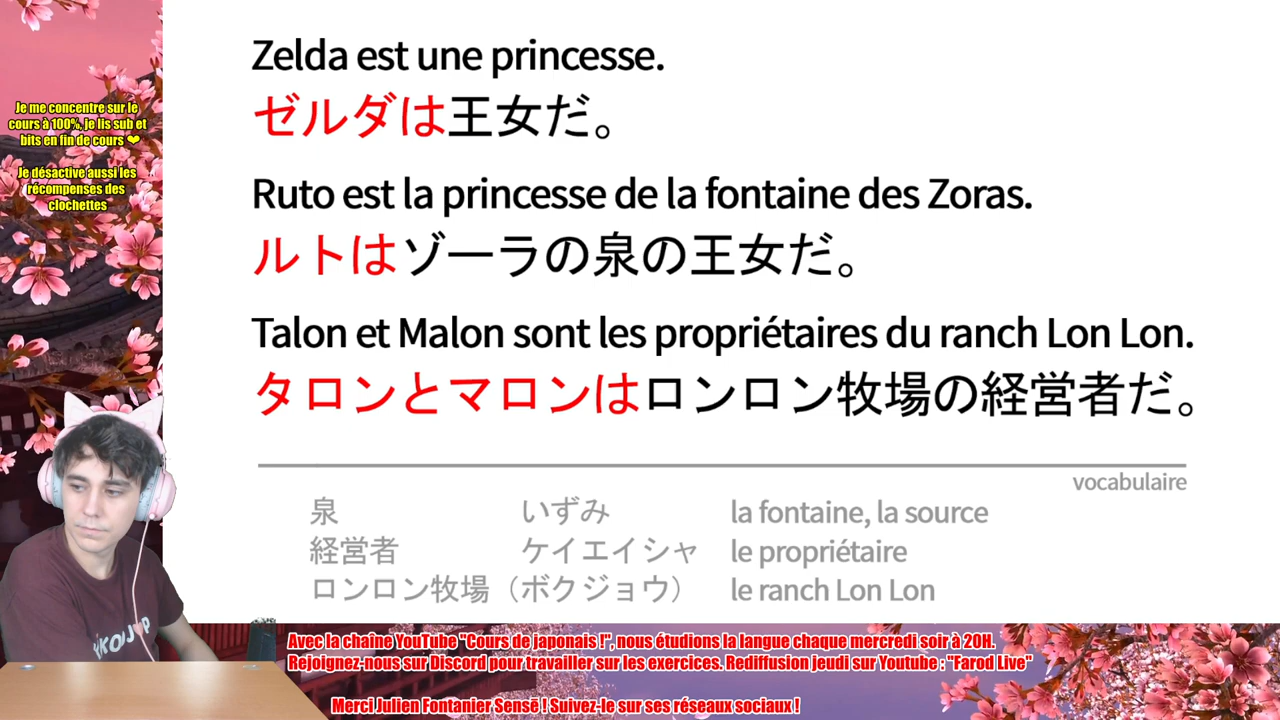 Je me concentre sur le
cours à 100%, je lis sub et
bits en fin de cours ❤
Je désactive aussi les
récompenses des
clochettes
Zelda est une princesse.
ゼルダは王女だ。
Ruto est la princesse de la fontaine des Zoras.
ルトはゾーラの泉の王女だ。
Talon et Malon sont les propriétaires du ranch Lon Lon.
タロンとマロンはロンロン牧場の経営者だ。
vocabulaire
泉 いずみ la fontaine, la source
経営者 ケイエイシャ le propriétaire
ロンロン牧場（ボクジョウ） le ranch Lon Lon
Avec la chaîne YouTube "Cours de japonais !", nous étudions la langue chaque mercredi soir à 20H.
Rejoignez-nous sur Discord pour travailler sur les exercices. Rediffusion jeudi sur Youtube : "Farod Live"
Merci Julien Fontanier Sensē ! Suivez-le sur ses réseaux sociaux !